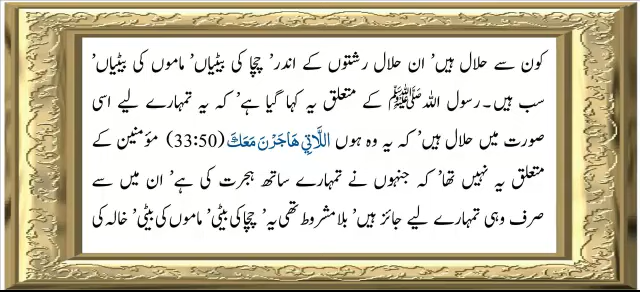 کون سے حلال ہیں’ ان حلال رشتوں کے اندر’ چچا کی بیٹیاں’ ماموں کی بیٹیاں’
سب ہیں۔ رسول اللہ ﷺ کے متعلق یہ کہا گیا ہے’ کہ یہ تمہارے لیے اسی
صورت میں حلال ہیں’ کہ یہ وہ ہوں اللَّاتِي هَاجَرْنَ مَعَكَ (33:50) مؤمنین کے
متعلق یہ نہیں تھا’ کہ جنہوں نے تمہارے ساتھ ہجرت کی ہے’ ان میں سے
صرف وہی تمہارے لیے جائز ہیں’ بلا مشروط تھی یہ’ چچا کی بیٹی’ ماموں کی بیٹی’ خالہ کی